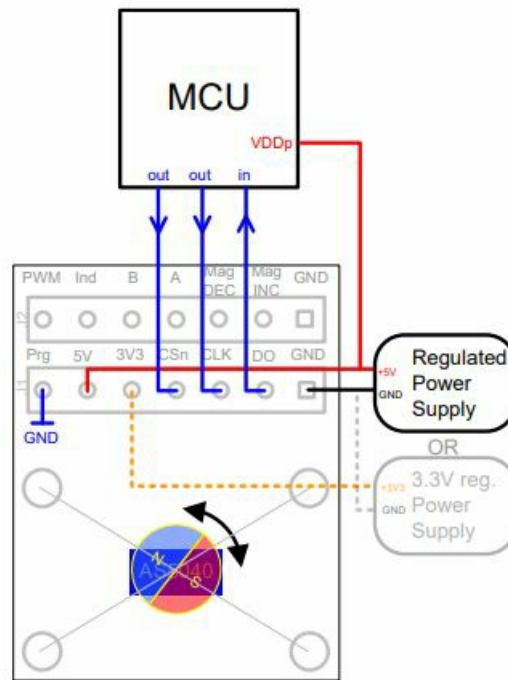 MCU
VDDp
out out in
PWM Ind B A Mag DEC Mag INC GND
J2
Prg 5V 3V3 CSn CLK DO GND
J1
GND
+5V
GND
Regulated
Power
Supply
OR
+3V3
GND
3.3V reg.
Power
Supply
AS5040
N
S